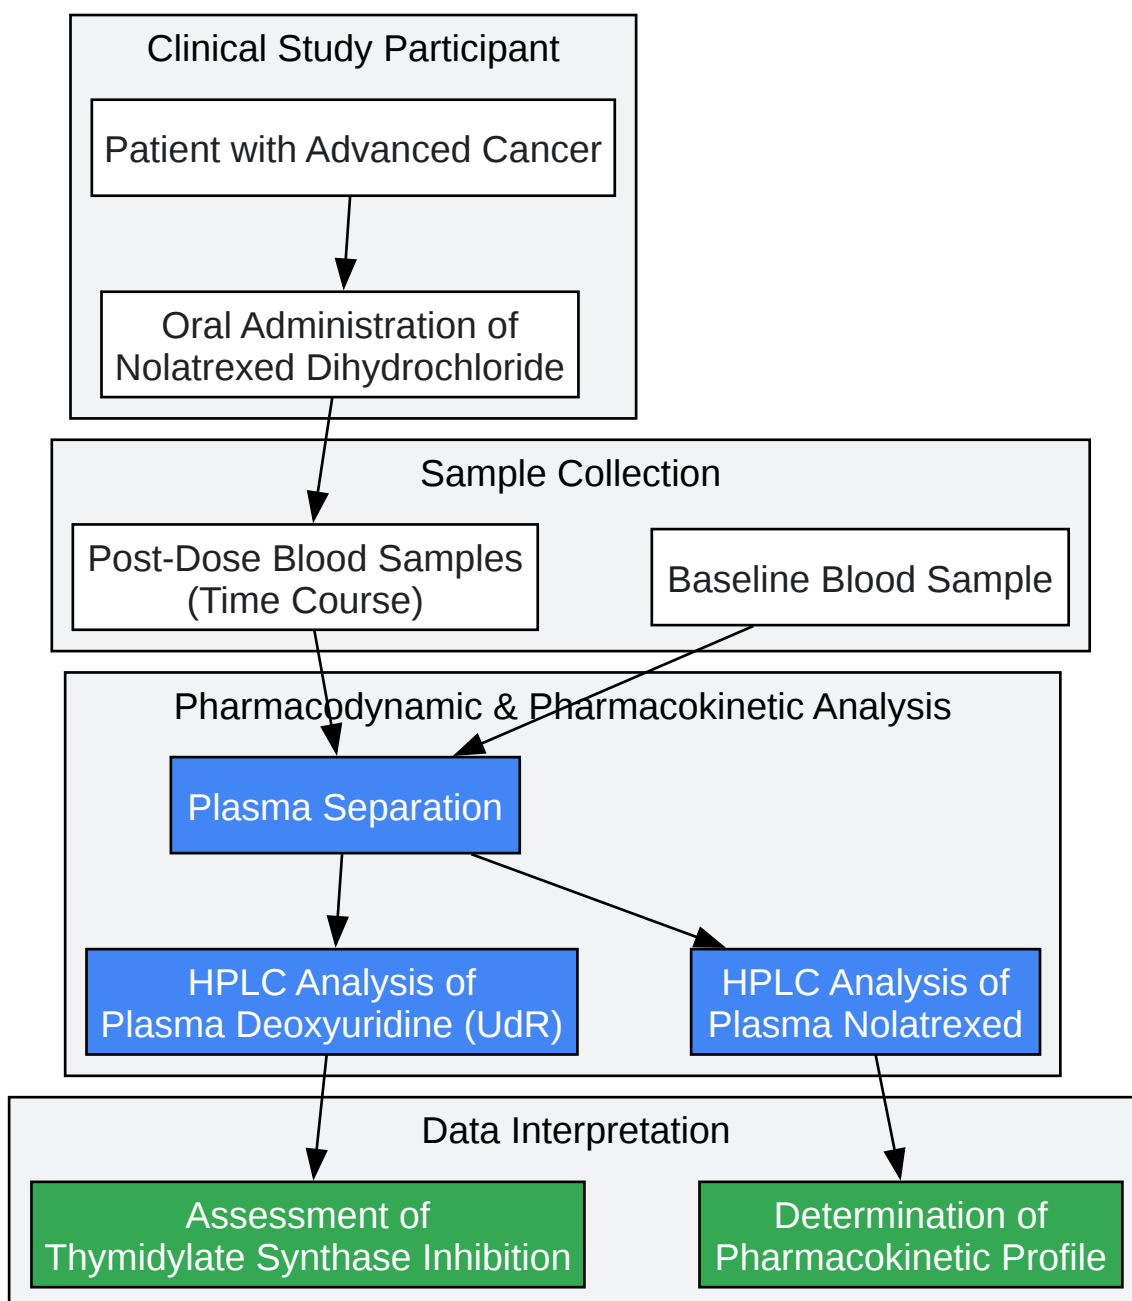 Clinical Study Participant
Patient with Advanced Cancer
Oral Administration of
Nolatrexed Dihydrochloride
Sample Collection
Post-Dose Blood Samples
(Time Course)
Baseline Blood Sample
Pharmacodynamic & Pharmacokinetic Analysis
Plasma Separation
HPLC Analysis of
Plasma Deoxyuridine (UdR)
HPLC Analysis of
Plasma Nolatrexed
Data Interpretation
Assessment of
Thymidylate Synthase Inhibition
Determination of
Pharmacokinetic Profile